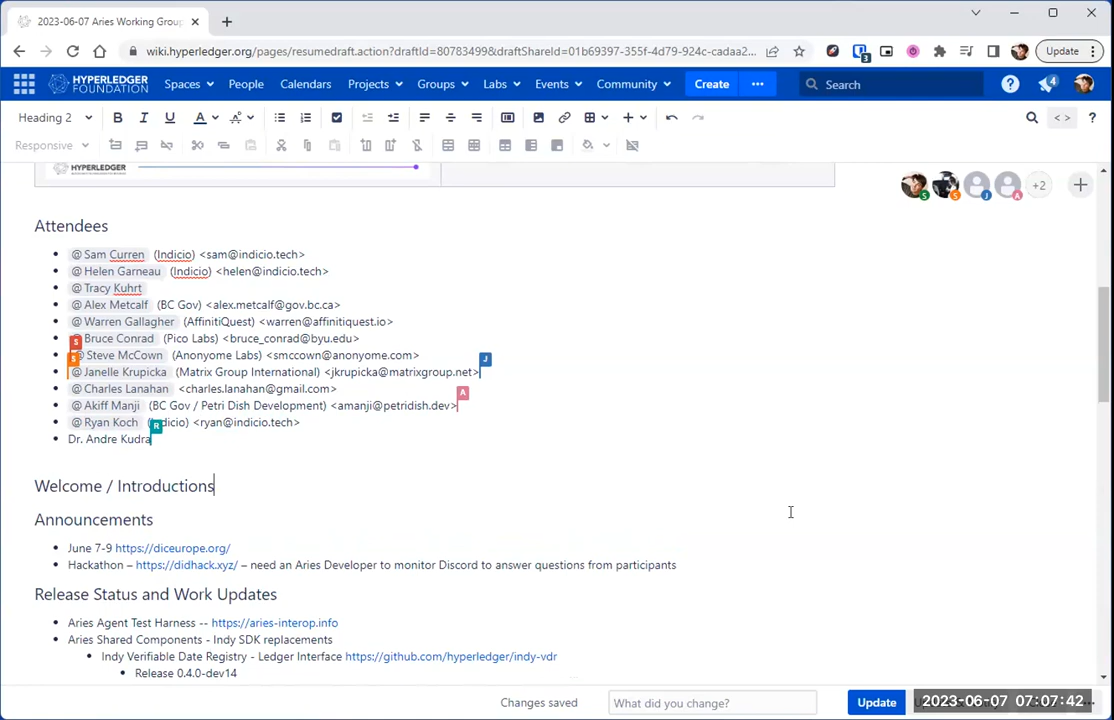 2023-06-07 Aries Working Group
wiki.hyperledger.org/pages/resumedraft.action?draftId=80783499&draftShareId=01b69397-355f-4d79-924c-cadaa2...
3
Update
HYPERLEDGER
FOUNDATION
Spaces
People
Calendars
Projects
Groups
Labs
Events
Community
Create
Search
4
Heading 2
B I U A
Responsive
HYPERLEDGER
S S J A +2
Attendees
@Sam Curren (Indicio) <sam@indicio.tech>
@Helen Garneau (Indicio) <helen@indicio.tech>
@Tracy Kuhrt
@Alex Metcalf (BC Gov) <alex.metcalf@gov.bc.ca>
@Warren Gallagher (AffinitiQuest) <warren@affinitiquest.io>
@Bruce Conrad (Pico Labs) <bruce_conrad@byu.edu>
@Steve McCown (Anonyome Labs) <smccown@anonyome.com>
@Janelle Krupicka (Matrix Group International) <jkrupicka@matrixgroup.net>
@Charles Lanahan <charles.lanahan@gmail.com>
@Akiff Manji (BC Gov / Petri Dish Development) <amanji@petridish.dev>
@Ryan Koch (Indicio) <ryan@indicio.tech>
Dr. Andre Kudra
S
S
J
A
R
Welcome / Introductions
Announcements
June 7-9 https://diceurope.org/
Hackathon – https://didhack.xyz/ – need an Aries Developer to monitor Discord to answer questions from participants
Release Status and Work Updates
Aries Agent Test Harness -- https://aries-interop.info
Aries Shared Components - Indy SDK replacements
Indy Verifiable Date Registry - Ledger Interface https://github.com/hyperledger/indy-vdr
Release 0.4.0-dev14
Changes saved
What did you change?
Update
2023-06-07 07:07:42